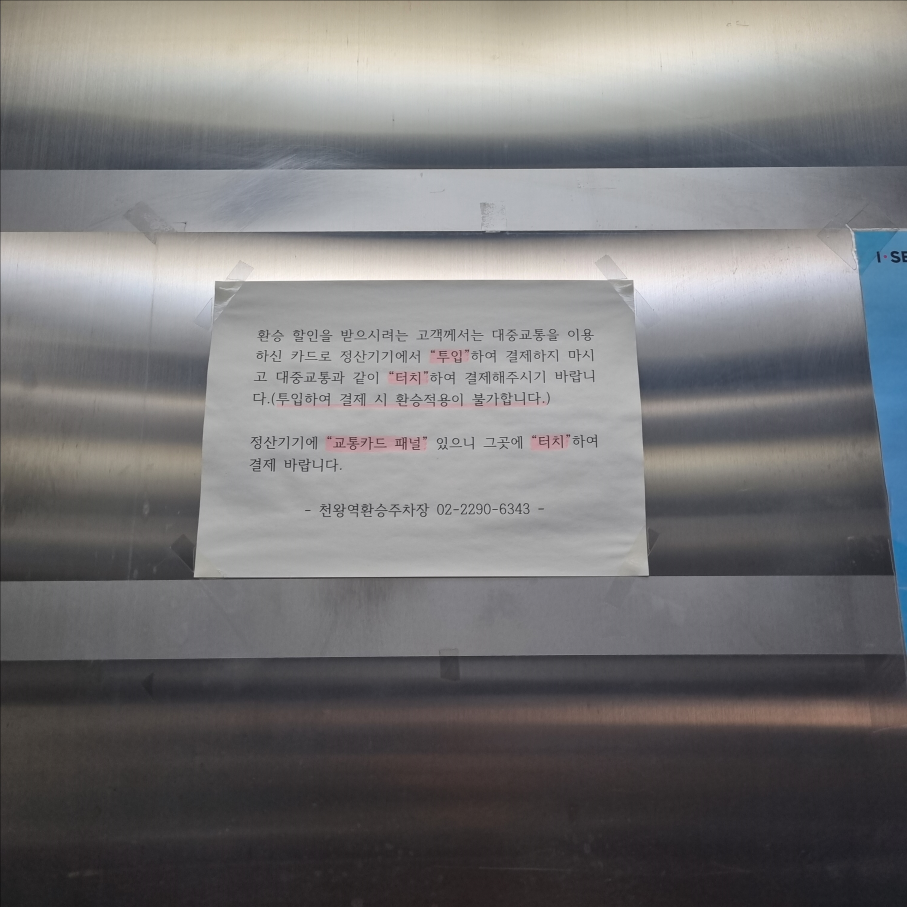 환승 할인을 받으시려는 고객께서는 대중교통을 이용
하신 카드로 정산기기에서 “투입”하여 결제하지 마시
고 대중교통과 같이 “터치”하여 결제해주시기 바랍니
다.(투입하여 결제 시 환승적용이 불가합니다.)
정산기기에 “교통카드 패널” 있으니 그곳에 “터치”하여
결제 바랍니다.
- 천왕역환승주차장 02-2290-6343 -
I·SE